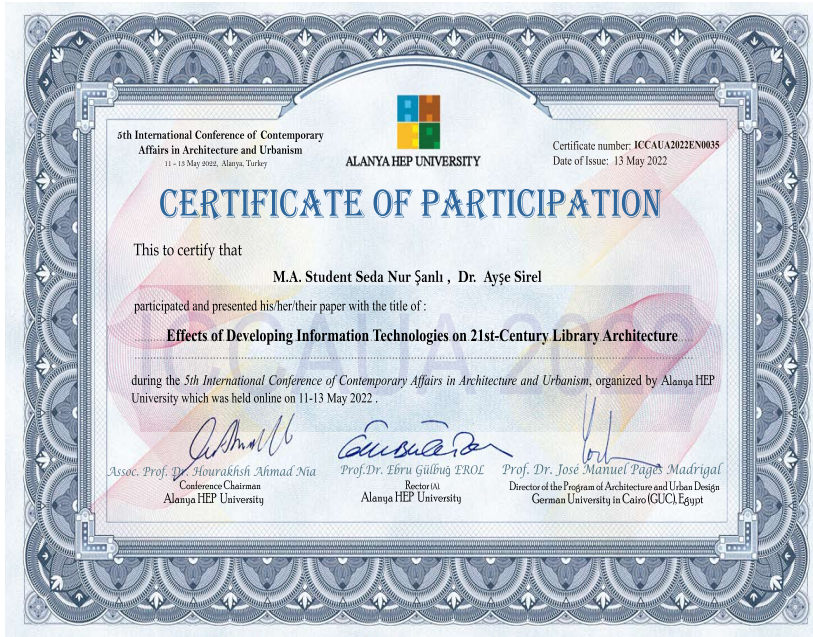 5th International Conference of Contemporary
Affairs in Architecture and Urbanism
11 - 13 May 2022, Alanya, Turkey
AH
EP
ALANYA HEP UNIVERSITY
Certificate number: ICCAUA2022EN0035
Date of Issue: 13 May 2022
CERTIFICATE OF PARTICIPATION
This to certify that
M.A. Student Seda Nur Şanlı , Dr. Ayşe Sirel
participated and presented his/her/their paper with the title of :
Effects of Developing Information Technologies on 21st-Century Library Architecture
ICCAUA 2022
during the 5th International Conference of Contemporary Affairs in Architecture and Urbanism, organized by Alanya HEP
University which was held online on 11-13 May 2022 .
Assoc. Prof. Dr. Hourakhsh Ahmad Nia
Conference Chairman
Alanya HEP University
Prof.Dr. Ebru Gülbuğ EROL
Rector (A).
Alanya HEP University
Prof. Dr. José Manuel Pagés Madrigal
Director of the Program of Architecture and Urban Design
German University in Cairo (GUC), Egypt